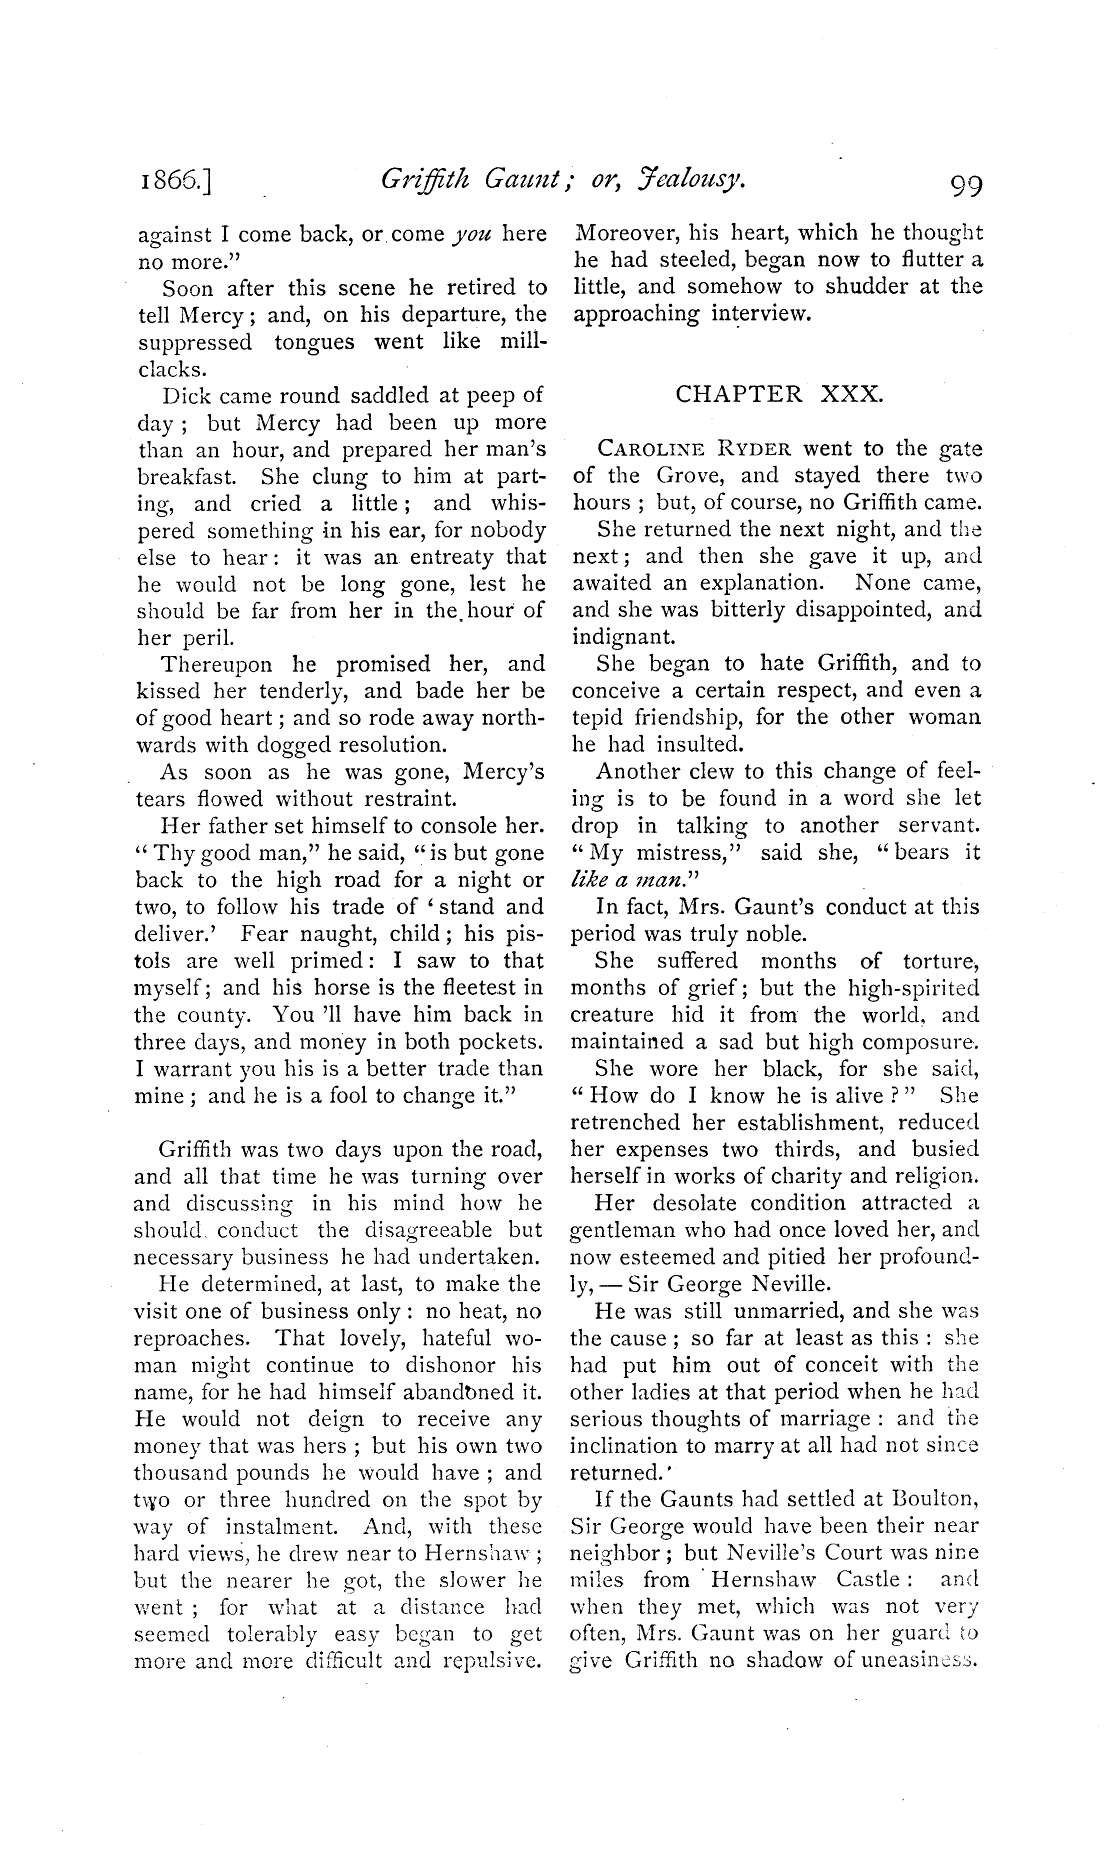 1866.] Griffith Gaunt; or, Jealousy. 99
against I come back, or come you here
no more."
Soon after this scene he retired to
tell Mercy; and, on his departure, the
suppressed tongues went like mill-
clacks.
Dick came round saddled at peep of
day; but Mercy had been up more
than an hour, and prepared her man's
breakfast. She clung to him at part-
ing, and cried a little; and whis-
pered something in his ear, for nobody
else to hear: it was an entreaty that
he would not be long gone, lest he
should be far from her in the hour of
her peril.
Thereupon he promised her, and
kissed her tenderly, and bade her be
of good heart; and so rode away north-
wards with dogged resolution.
As soon as he was gone, Mercy's
tears flowed without restraint.
Her father set himself to console her.
"Thy good man," he said, "is but gone
back to the high road for a night or
two, to follow his trade of 'stand and
deliver.' Fear naught, child; his pis-
tols are well primed: I saw to that
myself; and his horse is the fleetest in
the county. You 'll have him back in
three days, and money in both pockets.
I warrant you his is a better trade than
mine; and he is a fool to change it."
Griffith was two days upon the road,
and all that time he was turning over
and discussing in his mind how he
should conduct the disagreeable but
necessary business he had undertaken.
He determined, at last, to make the
visit one of business only: no heat, no
reproaches. That lovely, hateful wo-
man might continue to dishonor his
name, for he had himself abandoned it.
He would not deign to receive any
money that was hers; but his own two
thousand pounds he would have; and
two or three hundred on the spot by
way of instalment. And, with these
hard views, he drew near to Hernshaw;
but the nearer he got, the slower he
went; for what at a distance had
seemed tolerably easy began to get
more and more difficult and repulsive.
Moreover, his heart, which he thought
he had steeled, began now to flutter a
little, and somehow to shudder at the
approaching interview.
CHAPTER XXX.
CAROLINE RYDER went to the gate
of the Grove, and stayed there two
hours; but, of course, no Griffith came.
She returned the next night, and the
next; and then she gave it up, and
awaited an explanation. None came,
and she was bitterly disappointed, and
indignant.
She began to hate Griffith, and to
conceive a certain respect, and even a
tepid friendship, for the other woman
he had insulted.
Another clew to this change of feel-
ing is to be found in a word she let
drop in talking to another servant.
"My mistress," said she, "bears it
like a man."
In fact, Mrs. Gaunt's conduct at this
period was truly noble.
She suffered months of torture,
months of grief; but the high-spirited
creature hid it from the world, and
maintained a sad but high composure.
She wore her black, for she said,
"How do I know he is alive?" She
retrenched her establishment, reduced
her expenses two thirds, and busied
herself in works of charity and religion.
Her desolate condition attracted a
gentleman who had once loved her, and
now esteemed and pitied her profound-
ly,—Sir George Neville.
He was still unmarried, and she was
the cause; so far at least as this: she
had put him out of conceit with the
other ladies at that period when he had
serious thoughts of marriage: and the
inclination to marry at all had not since
returned.
If the Gaunts had settled at Boulton,
Sir George would have been their near
neighbor; but Neville's Court was nine
miles from Hernshaw Castle: and
when they met, which was not very
often, Mrs. Gaunt was on her guard to
give Griffith no shadow of uneasiness.